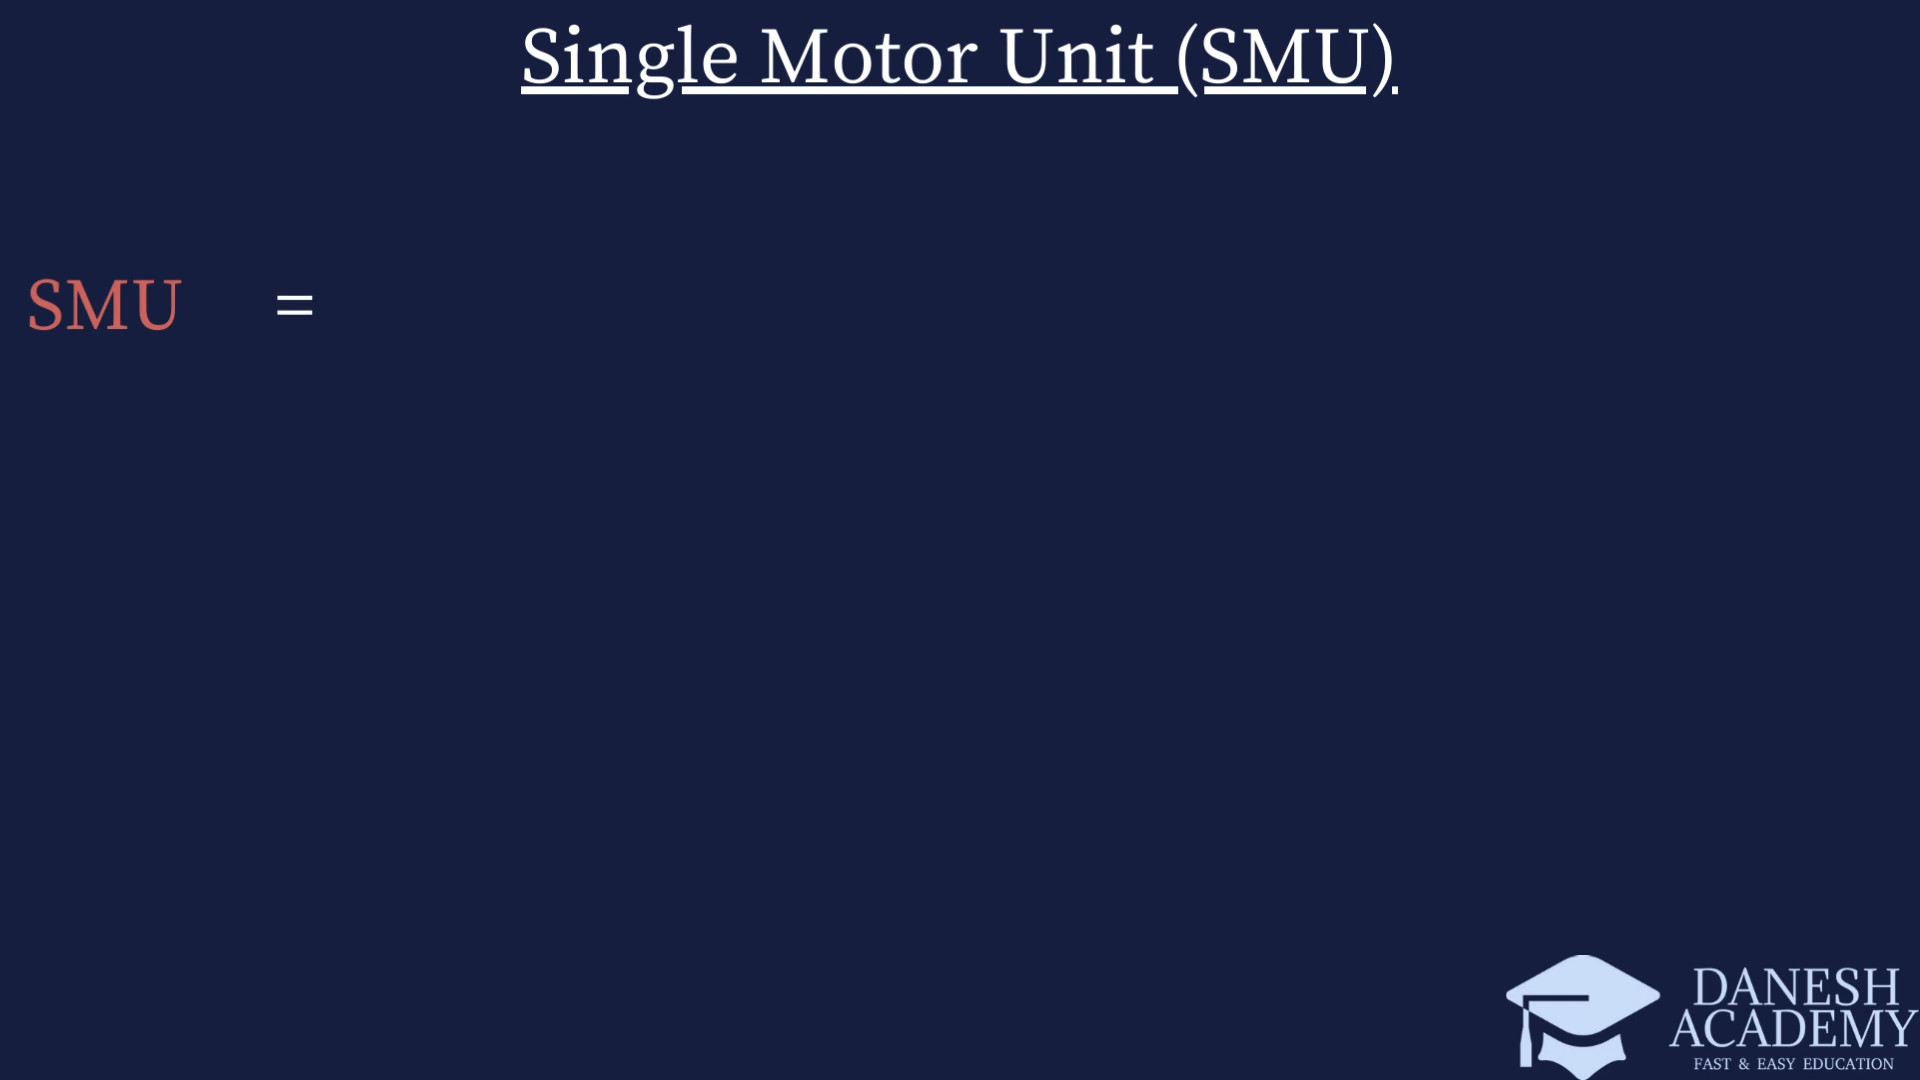 Single Motor Unit (SMU)
SMU =
DANESH
ACADEMY
FAST & EASY EDUCATION